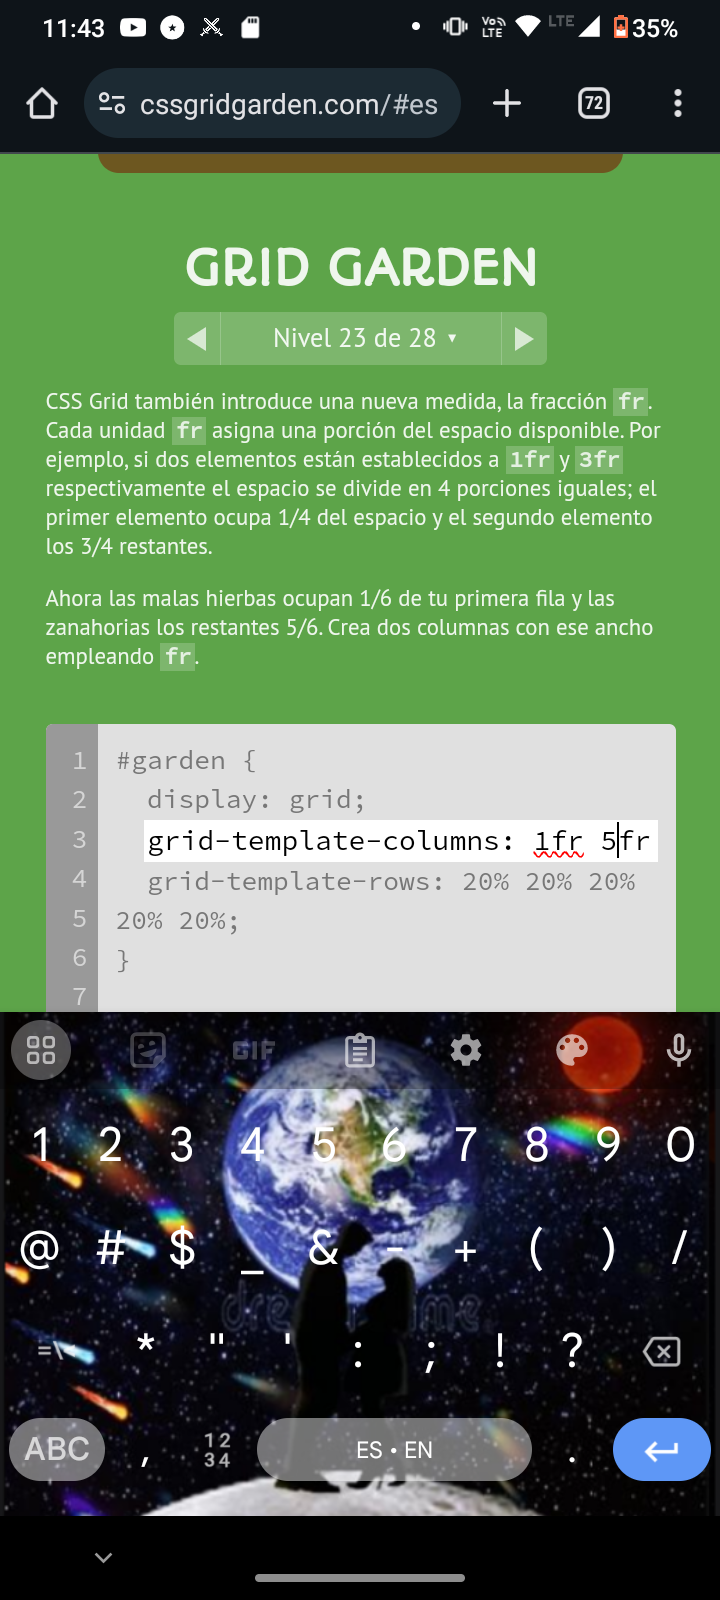 11:43 Vo)) LTE LTE 35%
cssgridgarden.com/#es 72
GRID GARDEN
Nivel 23 de 28
CSS Grid también introduce una nueva medida, la fracción fr.
Cada unidad fr asigna una porción del espacio disponible. Por
ejemplo, si dos elementos están establecidos a 1fr y 3fr
respectivamente el espacio se divide en 4 porciones iguales; el
primer elemento ocupa 1/4 del espacio y el segundo elemento
los 3/4 restantes.
Ahora las malas hierbas ocupan 1/6 de tu primera fila y las
zanahorias los restantes 5/6. Crea dos columnas con ese ancho
empleando fr.
1 #garden {
2 display: grid;
3 grid-template-columns: 1fr 5fr
4 grid-template-rows: 20% 20% 20%
5 20% 20%;
6 }
7
GIF
1 2 3 4 5 6 7 8 9 0
@ # $ _ & - + ( ) /
=\< * " ' : ; ! ?
ABC , 12 34 ES • EN .